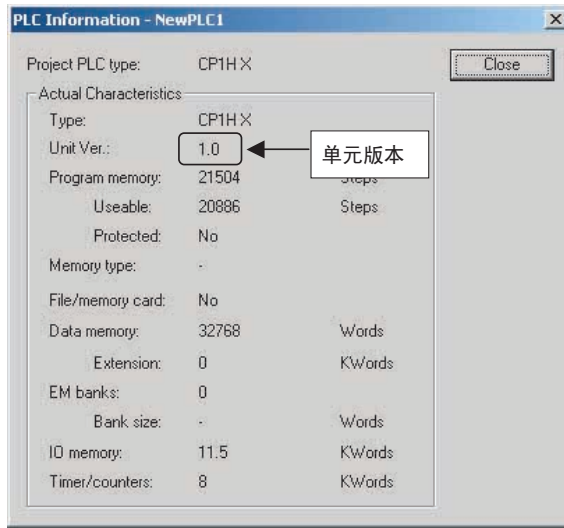 PLC Information - NewPLC1
Project PLC type: CP1H X
Close
Actual Characteristics
Type: CP1H X
Unit Ver.: 1.0
单元版本
Program memory: 21504 Steps
Useable: 20886 Steps
Protected: No
Memory type: -
File/memory card: No
Data memory: 32768 Words
Extension: 0 KWords
EM banks: 0
Bank size: - Words
IO memory: 11.5 KWords
Timer/counters: 8 KWords